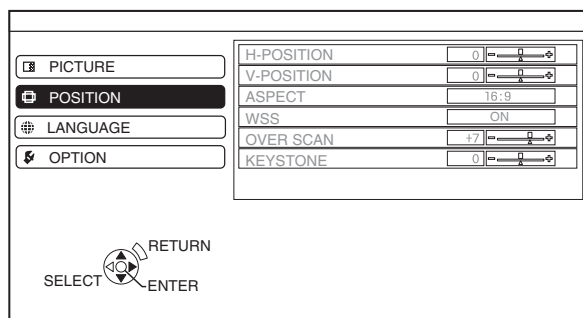 PICTURE
POSITION
LANGUAGE
OPTION
H-POSITION 0
V-POSITION 0
ASPECT 16:9
WSS ON
OVER SCAN +7
KEYSTONE 0
RETURN
SELECT
ENTER